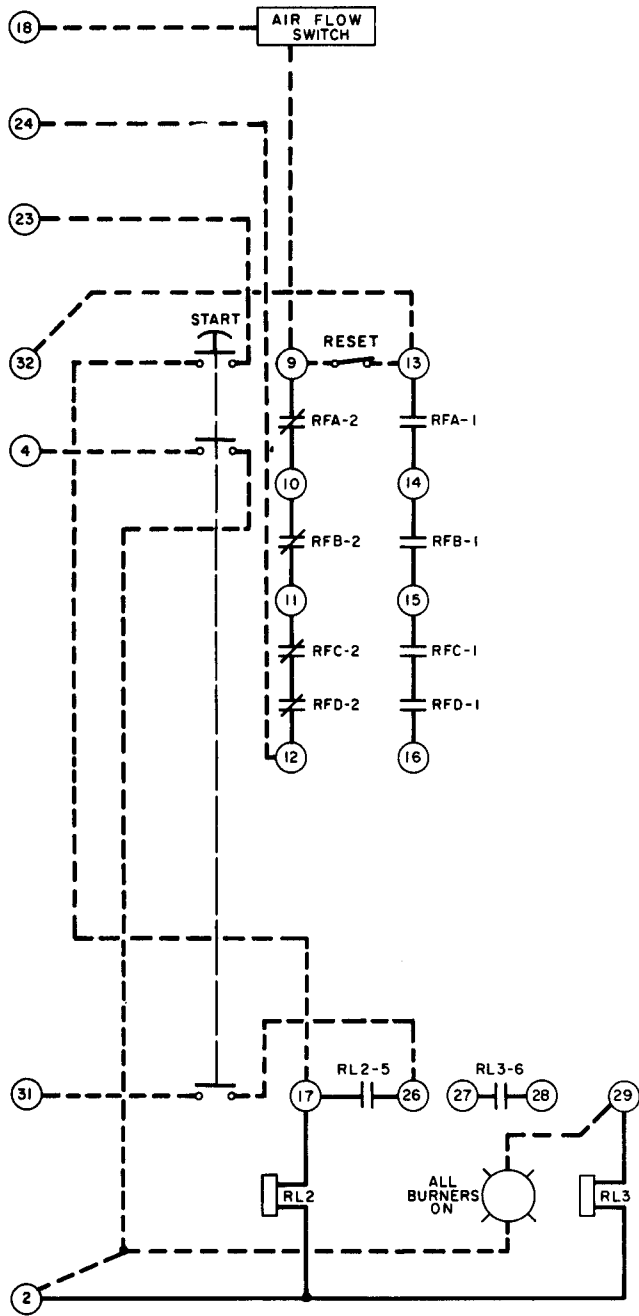 18
AIR FLOW
SWITCH
24
23
32
START
9
RESET
13
4
RFA-2
RFA-1
10
14
RFB-2
RFB-1
11
15
RFC-2
RFC-1
RFD-2
RFD-1
12
16
31
17
RL2-5
26
27
RL3-6
28
29
RL2
ALL
BURNERS
ON
RL3
2